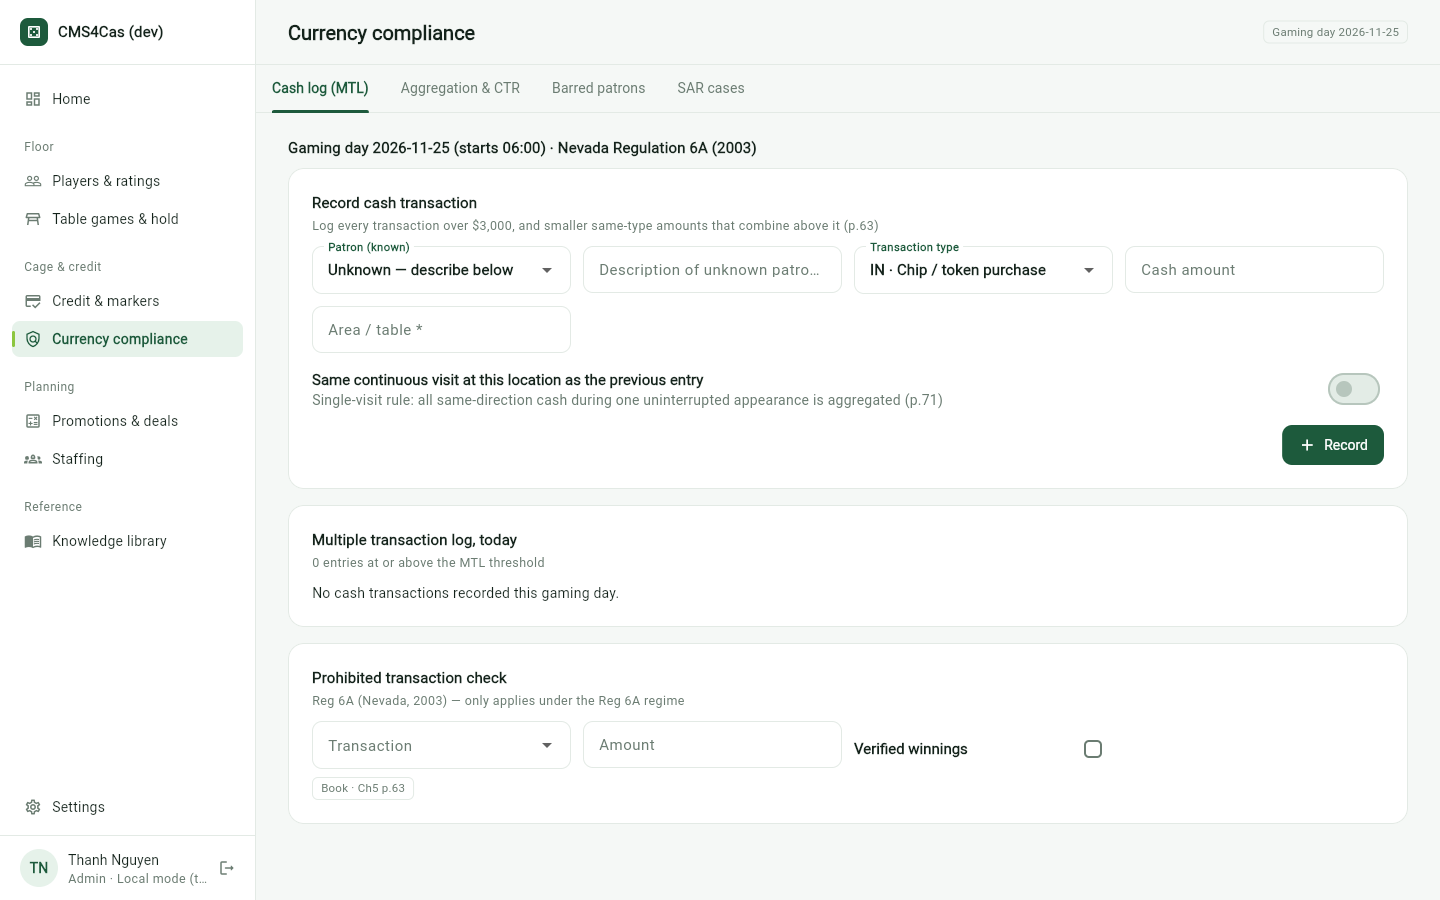 CMS4Cas (dev)
Home
Floor
Players & ratings
Table games & hold
Cage & credit
Credit & markers
Currency compliance
Planning
Promotions & deals
Staffing
Reference
Knowledge library
Settings
TN
Thanh Nguyen
Admin · Local mode (t…
Currency compliance
Gaming day 2026-11-25
Cash log (MTL)
Aggregation & CTR
Barred patrons
SAR cases
Gaming day 2026-11-25 (starts 06:00) · Nevada Regulation 6A (2003)
Record cash transaction
Log every transaction over $3,000, and smaller same-type amounts that combine above it (p.63)
Patron (known)
Unknown — describe below
Description of unknown patro…
Transaction type
IN · Chip / token purchase
Cash amount
Area / table *
Same continuous visit at this location as the previous entry
Single-visit rule: all same-direction cash during one uninterrupted appearance is aggregated (p.71)
Record
Multiple transaction log, today
0 entries at or above the MTL threshold
No cash transactions recorded this gaming day.
Prohibited transaction check
Reg 6A (Nevada, 2003) — only applies under the Reg 6A regime
Transaction
Amount
Verified winnings
Book · Ch5 p.63